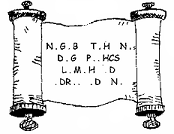 N.G.B T.H N.
D.G P..HCS
L.M.H .D
.DR.. .D N.